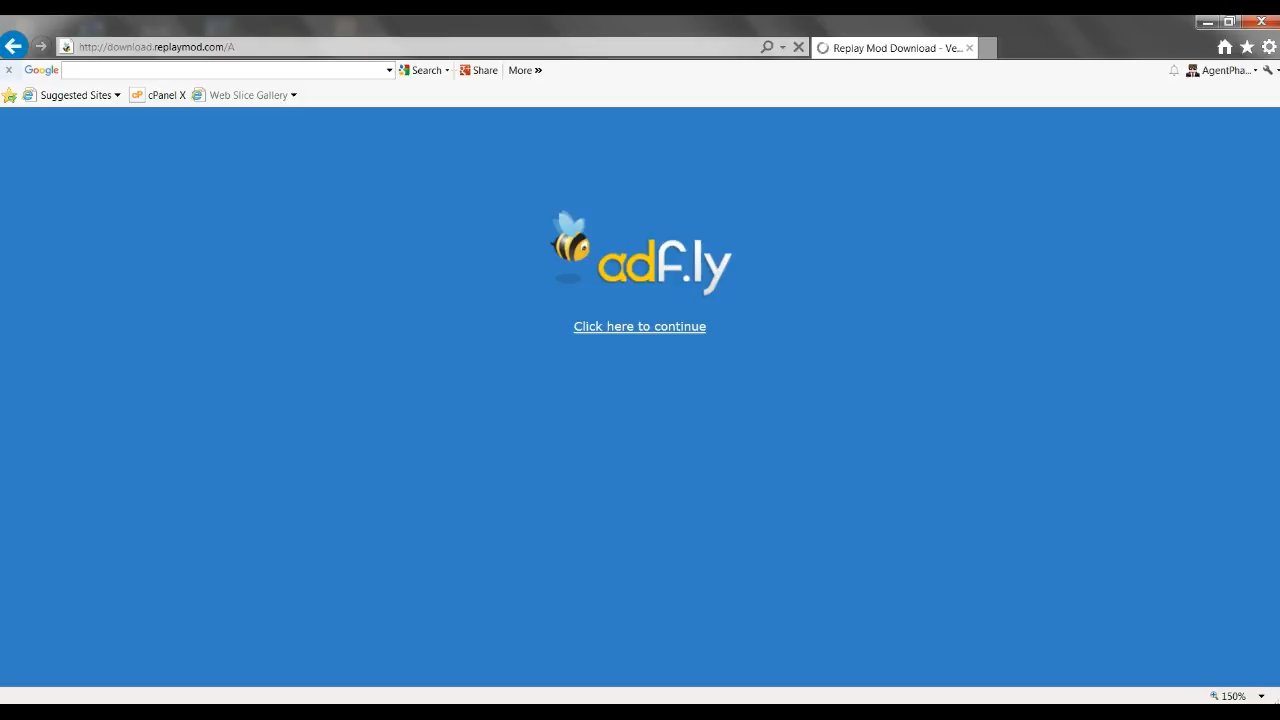 http://download.replaymod.com/A
Replay Mod Download - Ve...
Google
Search
Share
More »
AgentPha...
Suggested Sites
cP
cPanel X
Web Slice Gallery
adf.ly
Click here to continue
150%